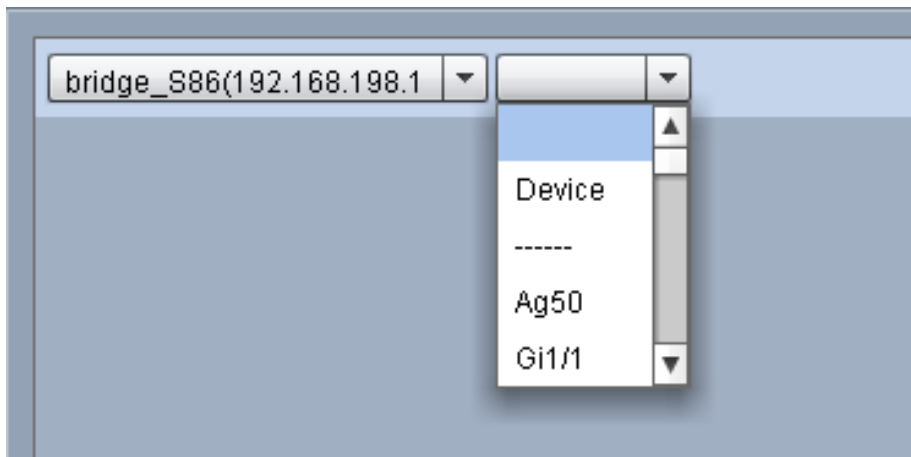 bridge_S86(192.168.198.1
Device
------
Ag50
Gi1/1